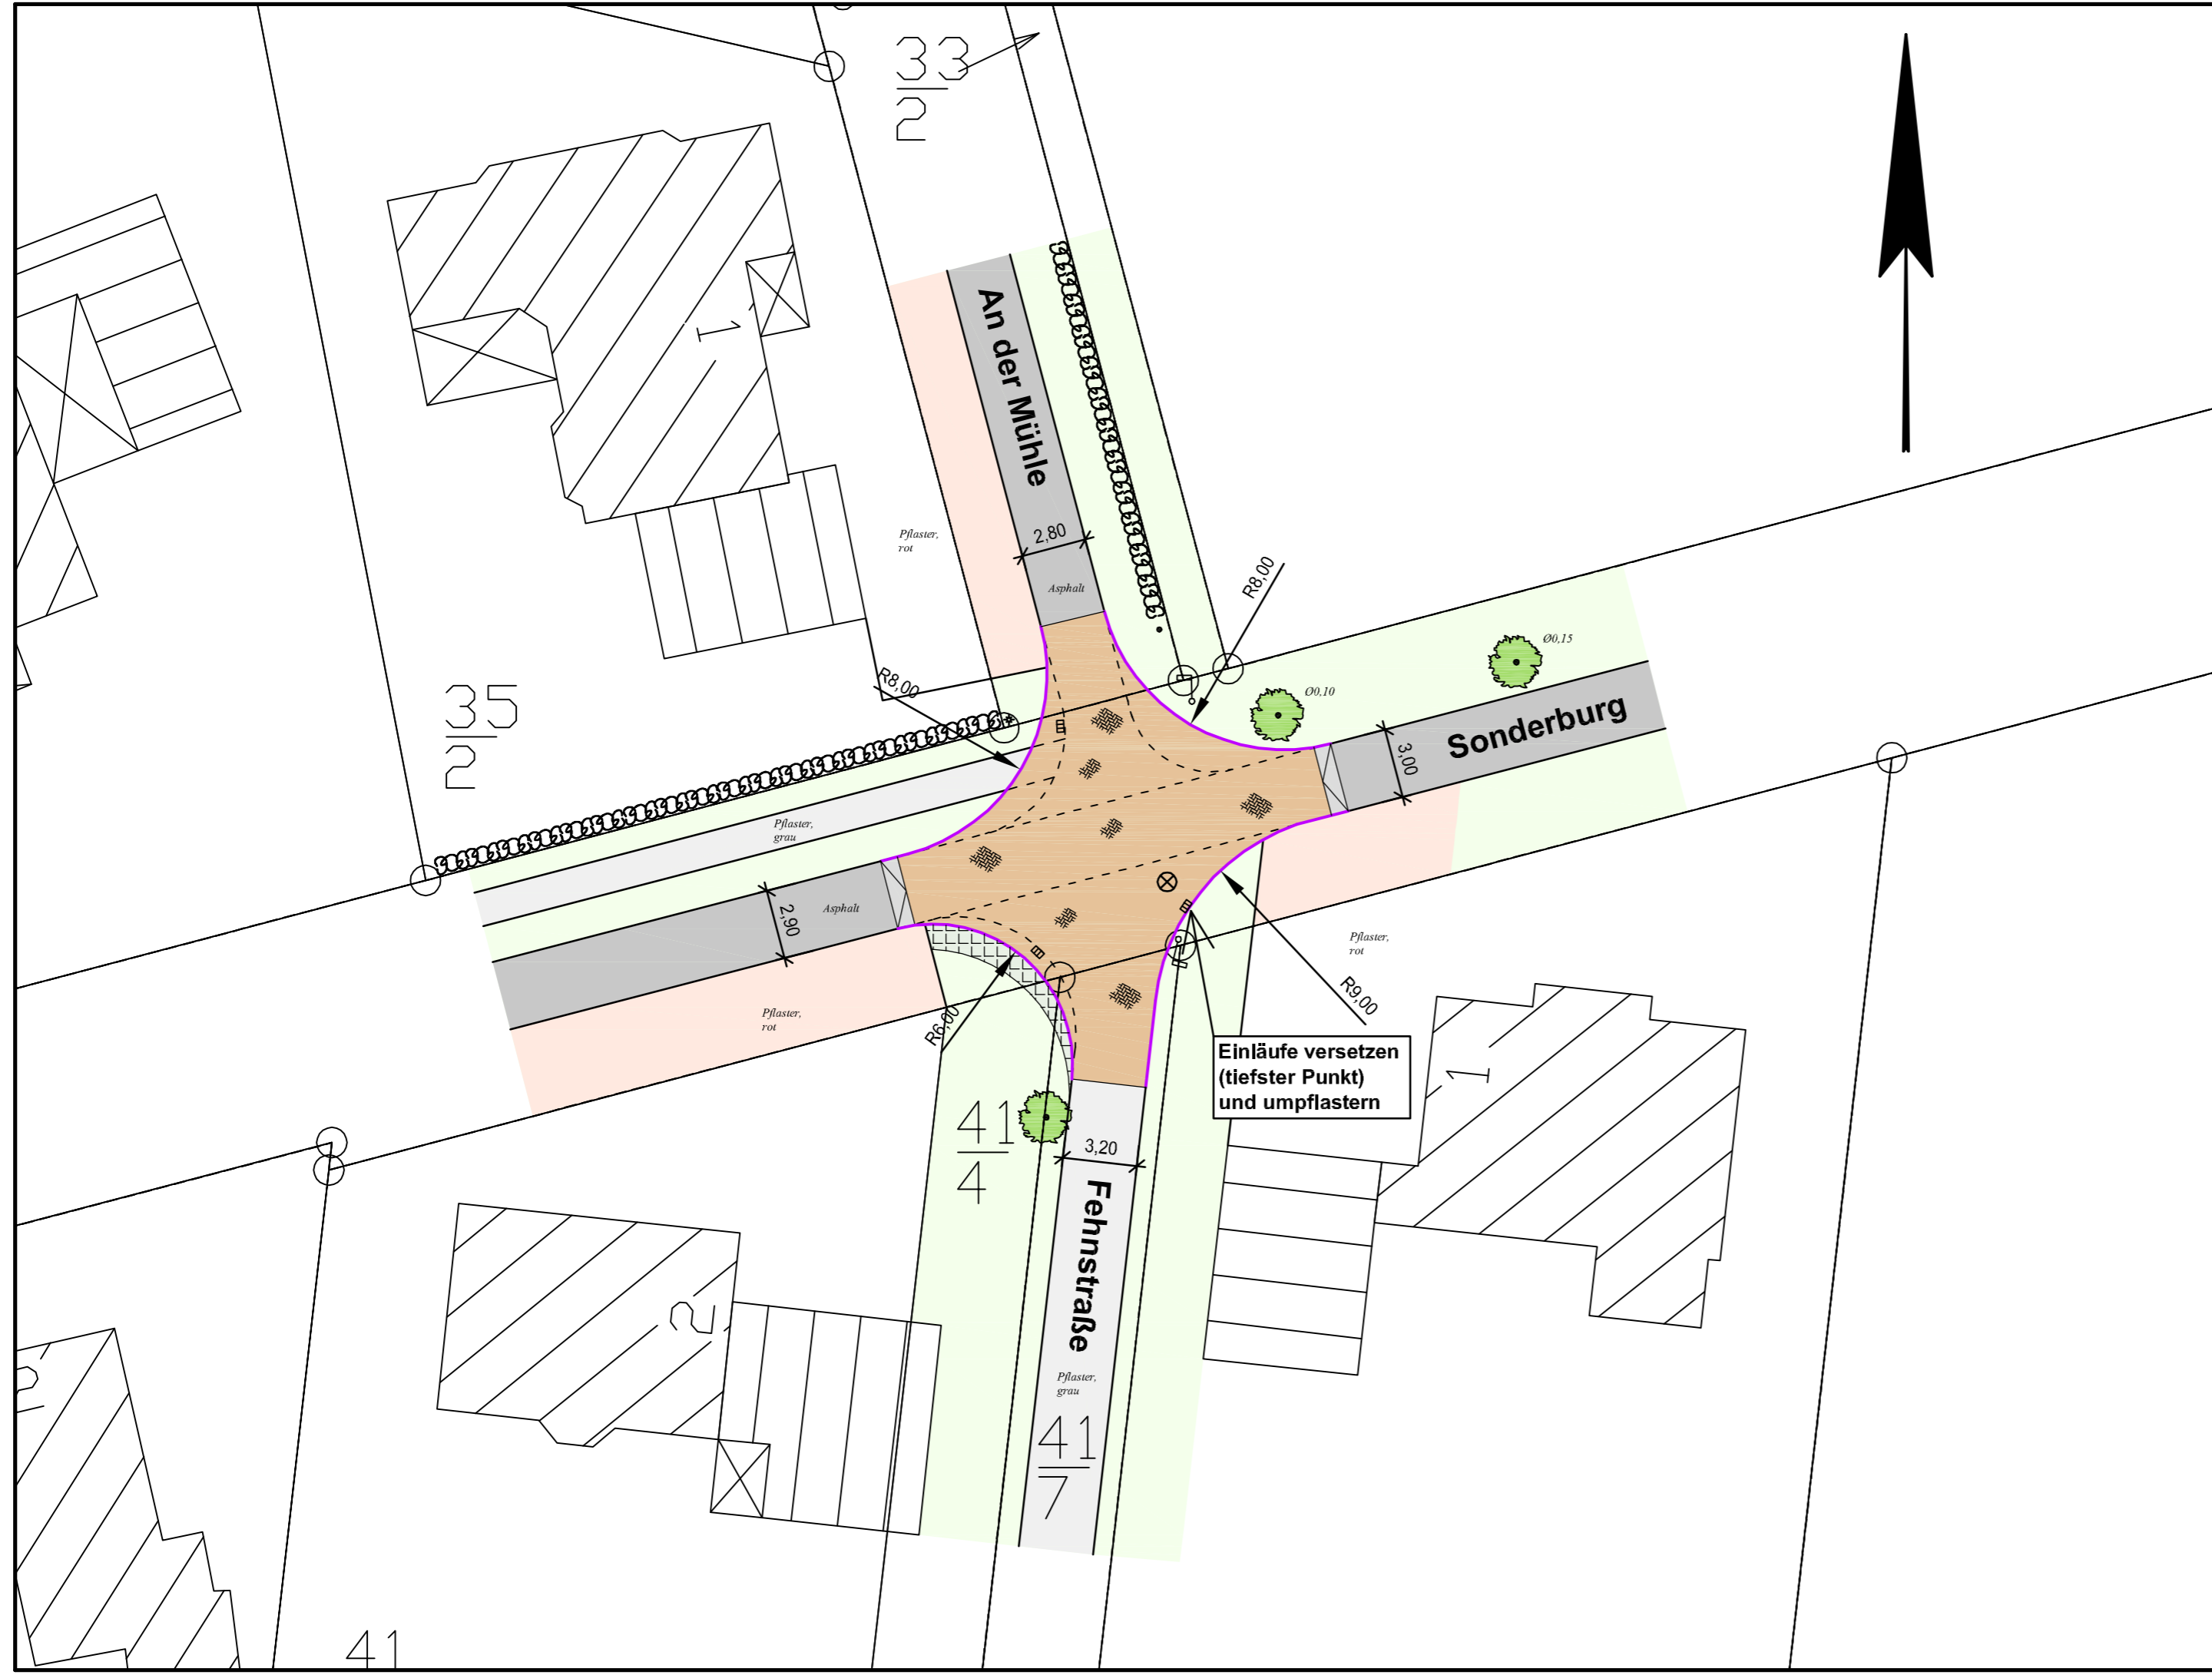 33
2
An der Mühle
1
Pflaster,
rot
2,80
Asphalt
R8,00
R8,00
Ø0,15
Ø0,10
Sonderburg
3,00
35
2
Pflaster,
grau
2,90
Asphalt
Pflaster,
rot
R6,00
Pflaster,
rot
R9,00
Einläufe versetzen
(tiefster Punkt)
und umpflastern
1
41
4
3,20
Fehnstraße
2
Pflaster,
grau
41
7
41